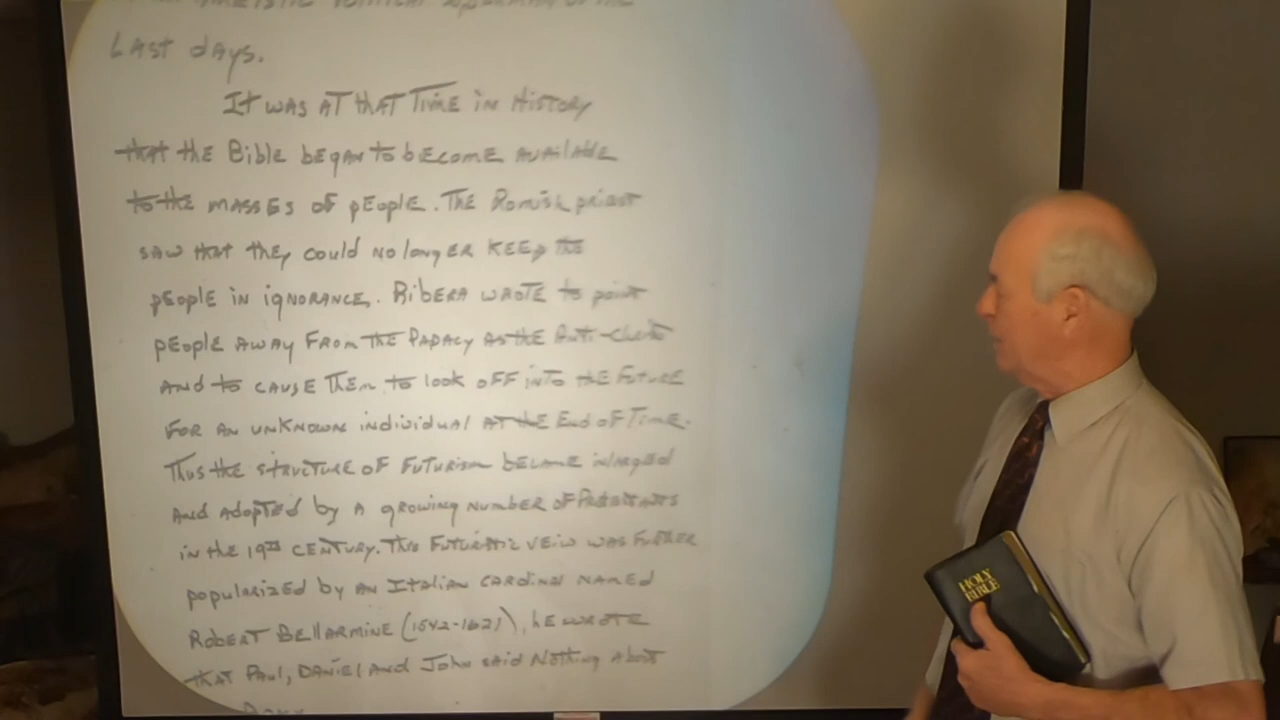 Last days.
It was at that Time in History
that the Bible began to become available
to the masses of people. The Romish priest
saw that they could no longer keep the
people in ignorance. Ribera wrote to point
people away from the Papacy as the Anti-Christ
and to cause them to look off into the Future
for an unknown individual at the End of Time.
Thus the structure of Futurism became inlarged
and adopted by a growing number of Protestants
in the 19th Century. This Futuristic veiw was further
popularized by an Italian Cardinal named
Robert Bellarmine (1542-1621), he wrote
that Paul, Daniel and John said Nothing About
HOLY
BIBLE